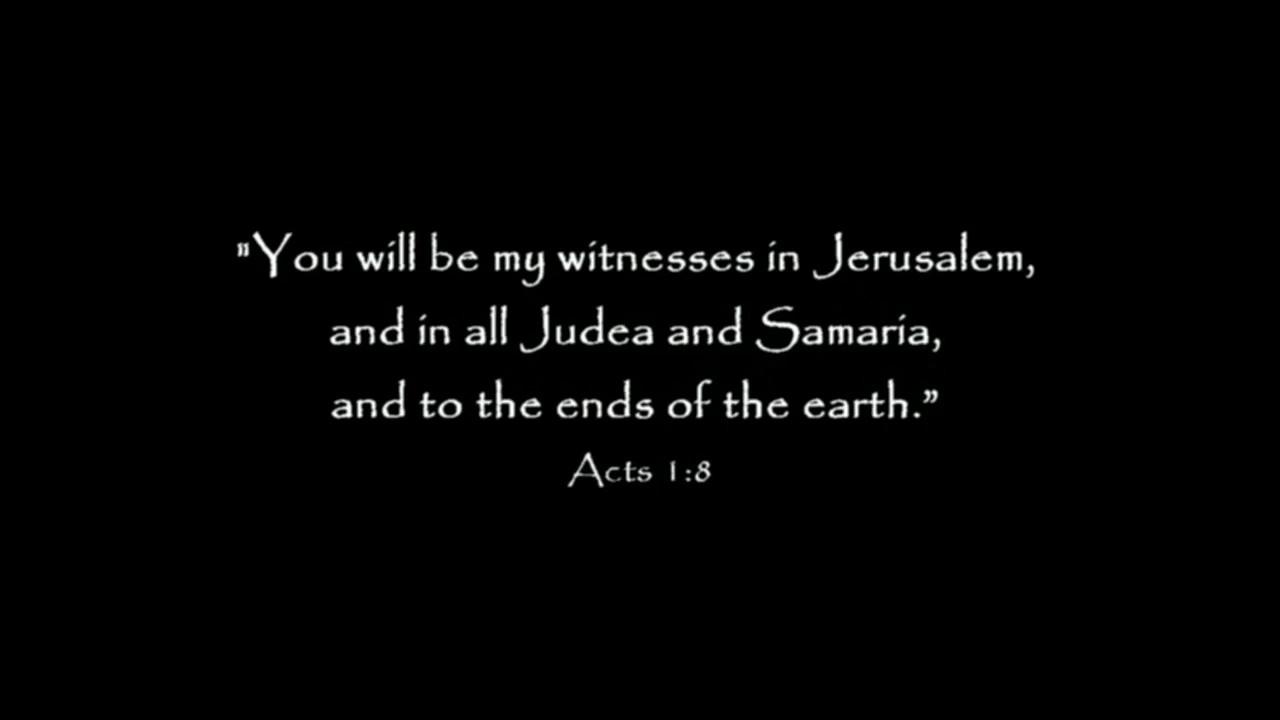 "You will be my witnesses in Jerusalem,
and in all Judea and Samaria,
and to the ends of the earth.”
Acts 1:8